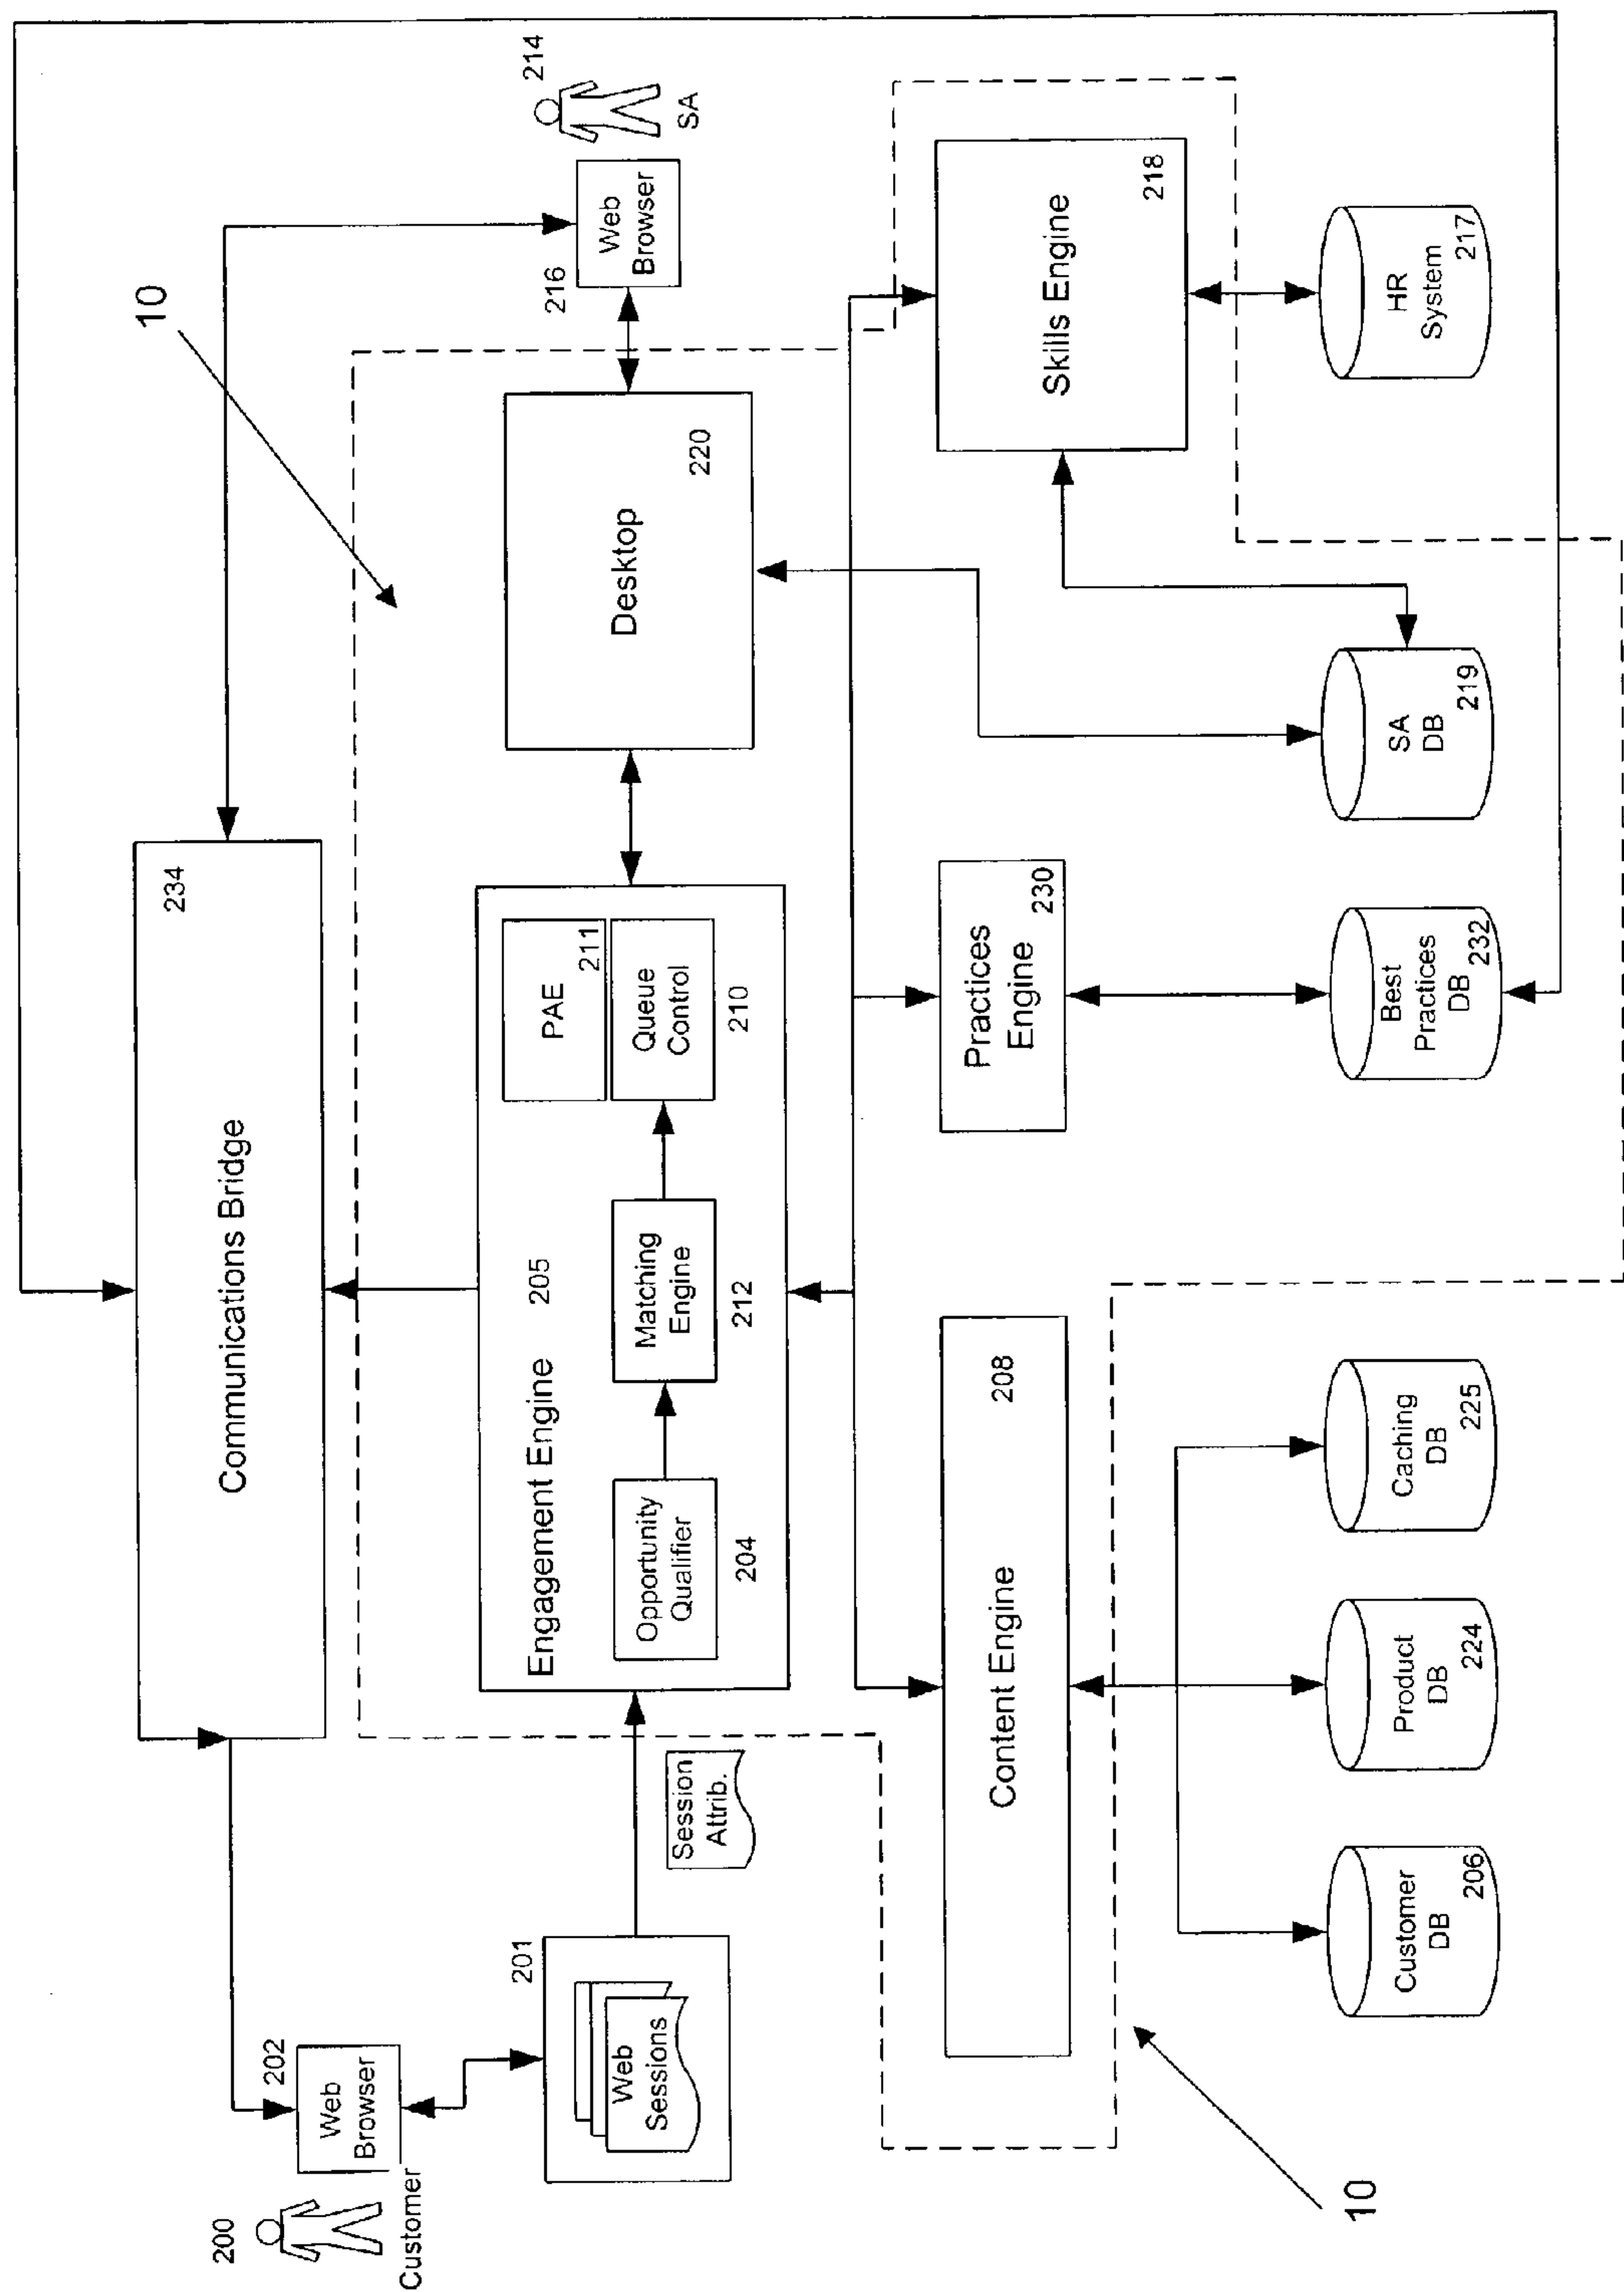 200
Customer
202
Web
Browser
201
Web
Sessions
Session
Attrib.
Communications Bridge
234
10
Engagement Engine
205
Opportunity
Qualifier
204
Matching
Engine
212
PAE
211
Queue
Control
210
Desktop
220
216
Web
Browser
214
SA
Content Engine
208
Practices
Engine
230
Skills Engine
218
Customer
DB
206
Product
DB
224
Caching
DB
225
Best
Practices
DB
232
SA
DB
219
HR
System
217
10